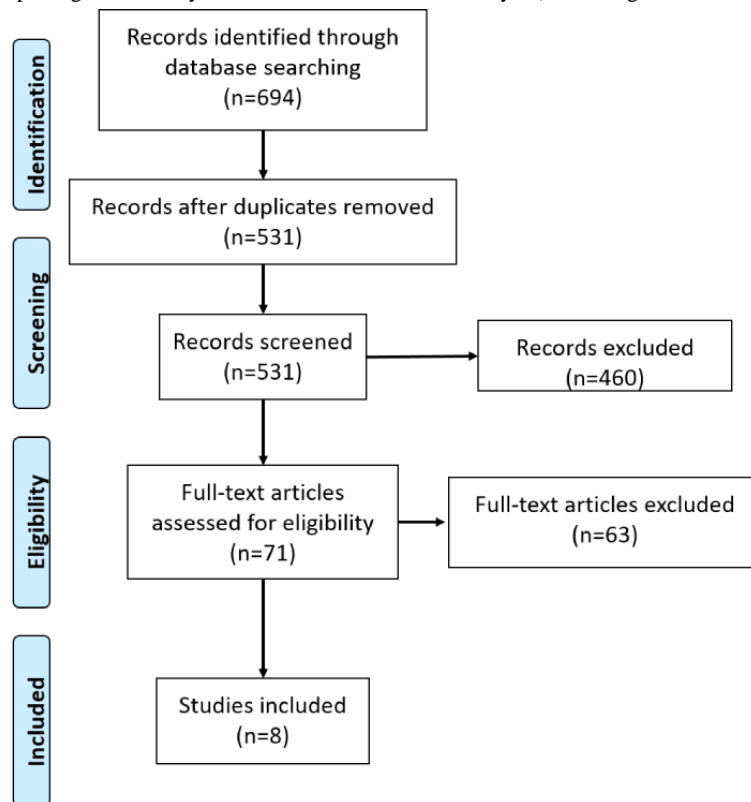 Records identified through
database searching
(n=694)
Identification
Records after duplicates removed
(n=531)
Screening
Records screened
(n=531)
Records excluded
(n=460)
Eligibility
Full-text articles
assessed for eligibility
(n=71)
Full-text articles excluded
(n=63)
Included
Studies included
(n=8)